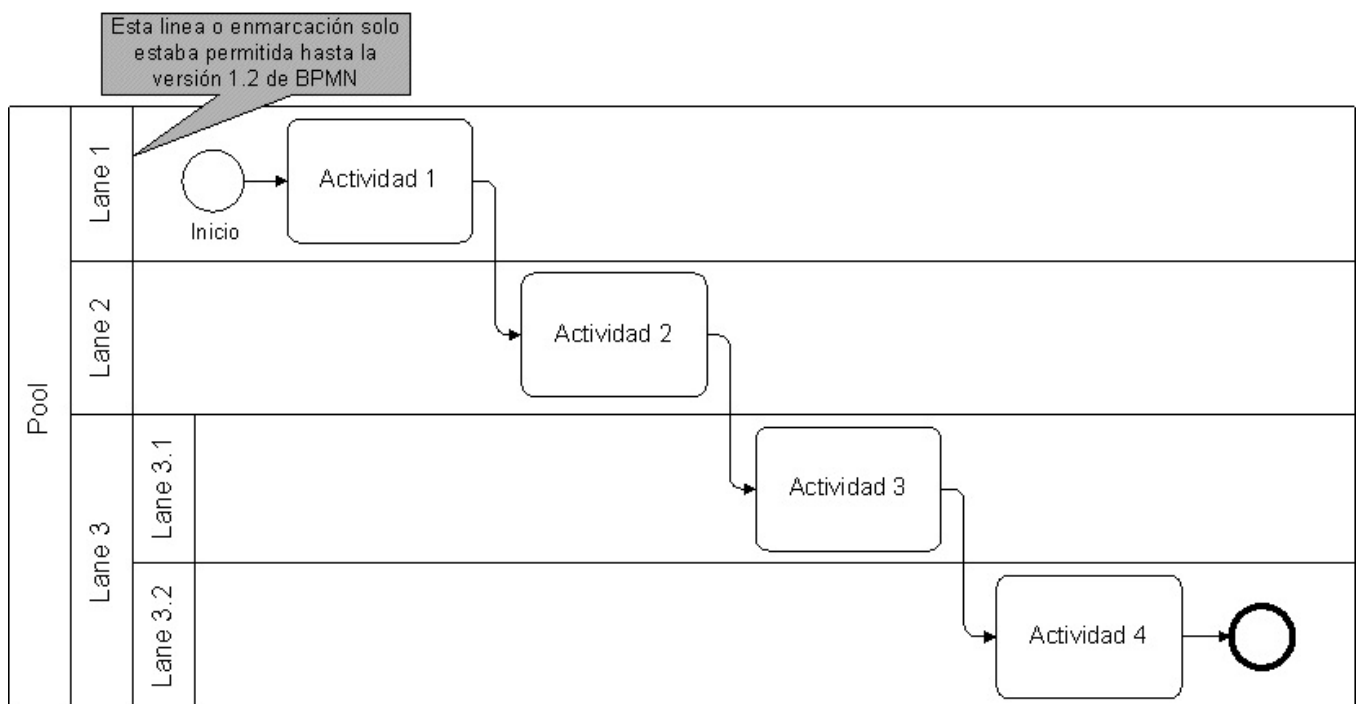 Esta linea o enmarcación solo
estaba permitida hasta la
versión 1.2 de BPMN
Pool
Lane 1
Inicio
Actividad 1
Lane 2
Actividad 2
Lane 3
Lane 3.1
Actividad 3
Lane 3.2
Actividad 4